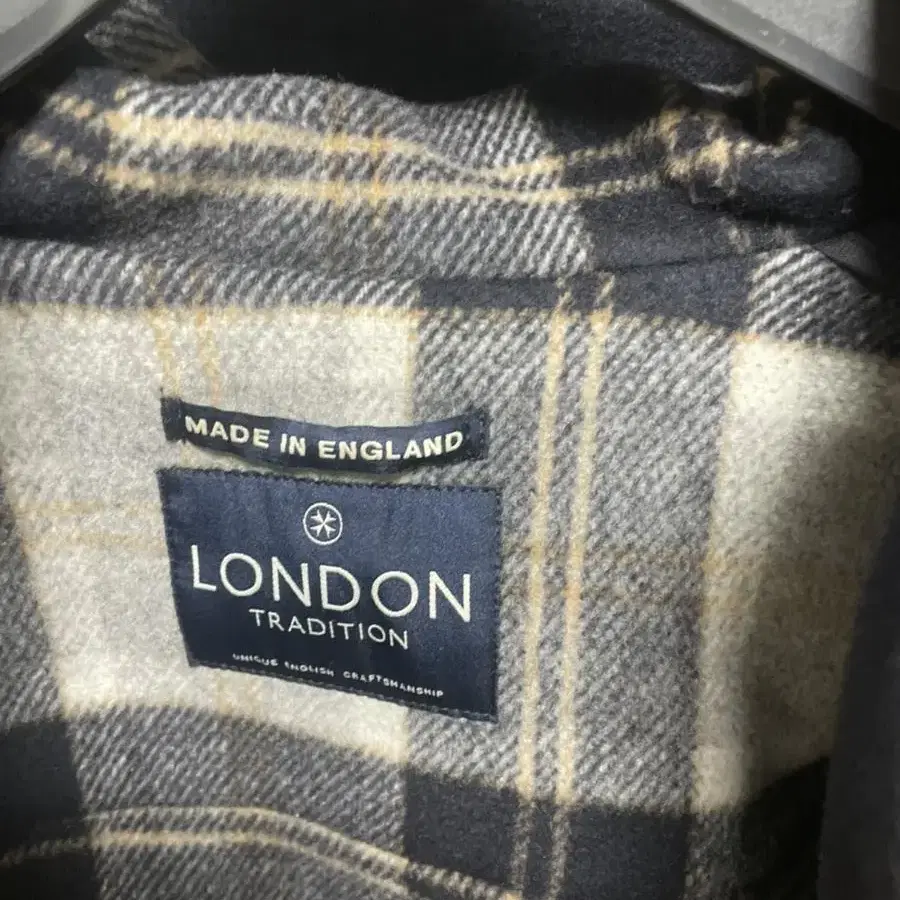 MADE IN ENGLAND
LONDON
TRADITION
UNIQUE ENGLISH CRAFTSMANSHIP